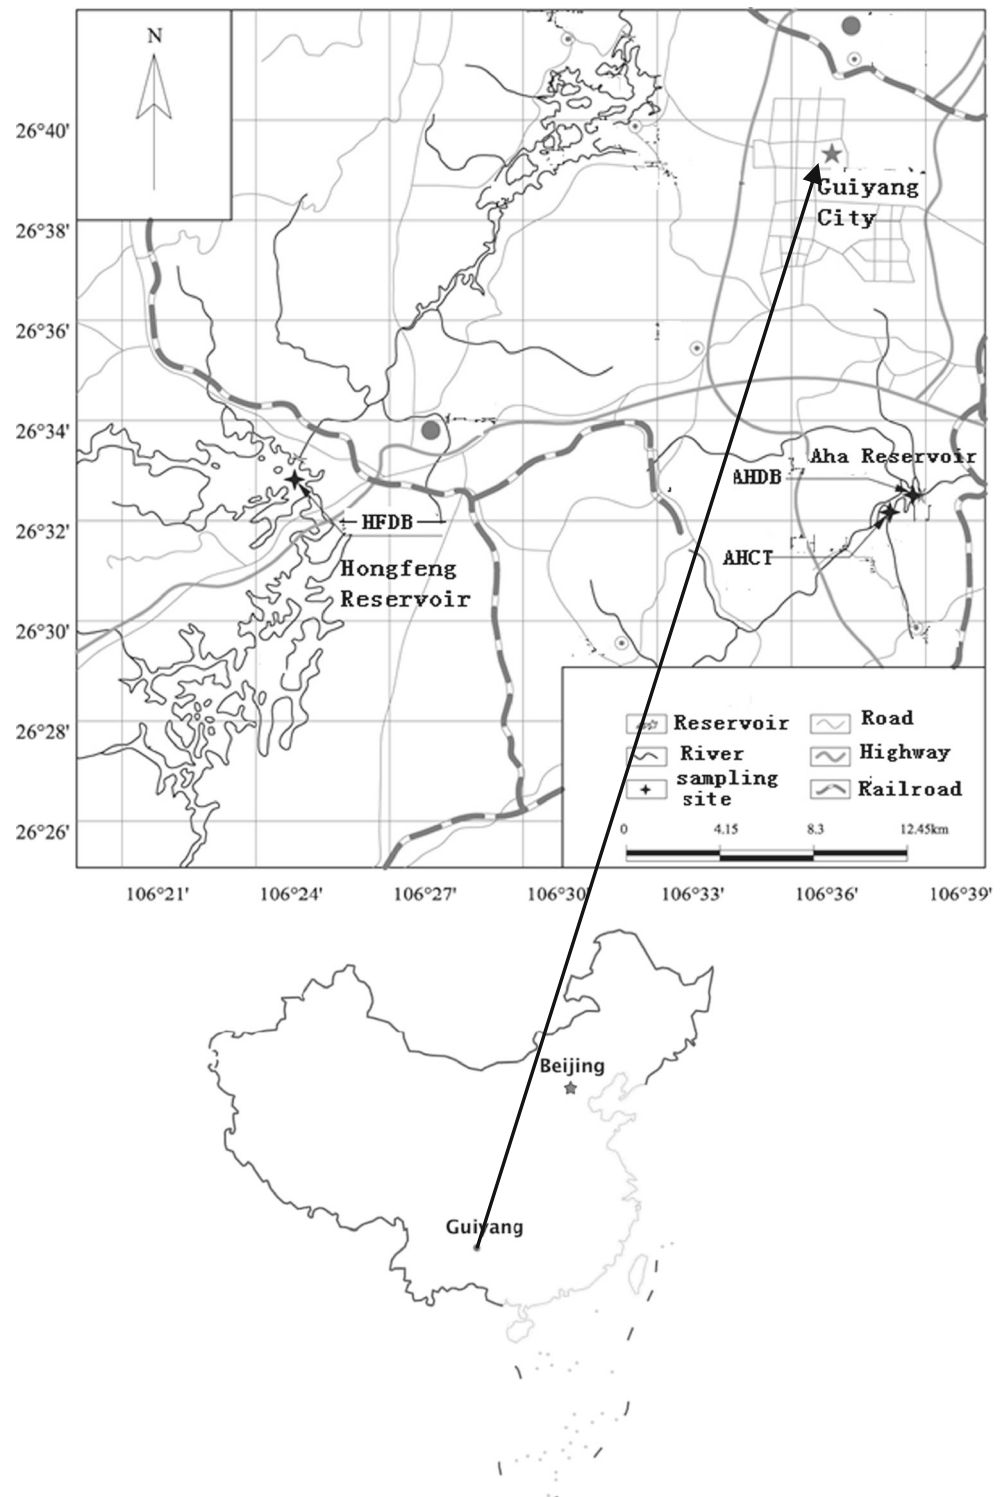 N
26°40'
26°38'
26°36'
26°34'
26°32'
26°30'
26°28'
26°26'
Guiyang
City
Aha Reservoir
AHDB
AHCT
HFDB
Hongfeng
Reservoir
Reservoir
Road
River
Highway
sampling
site
Railroad
0 4.15 8.3 12.45km
106°21' 106°24' 106°27' 106°30 106°33' 106°36' 106°39'
Beijing
Guiyang